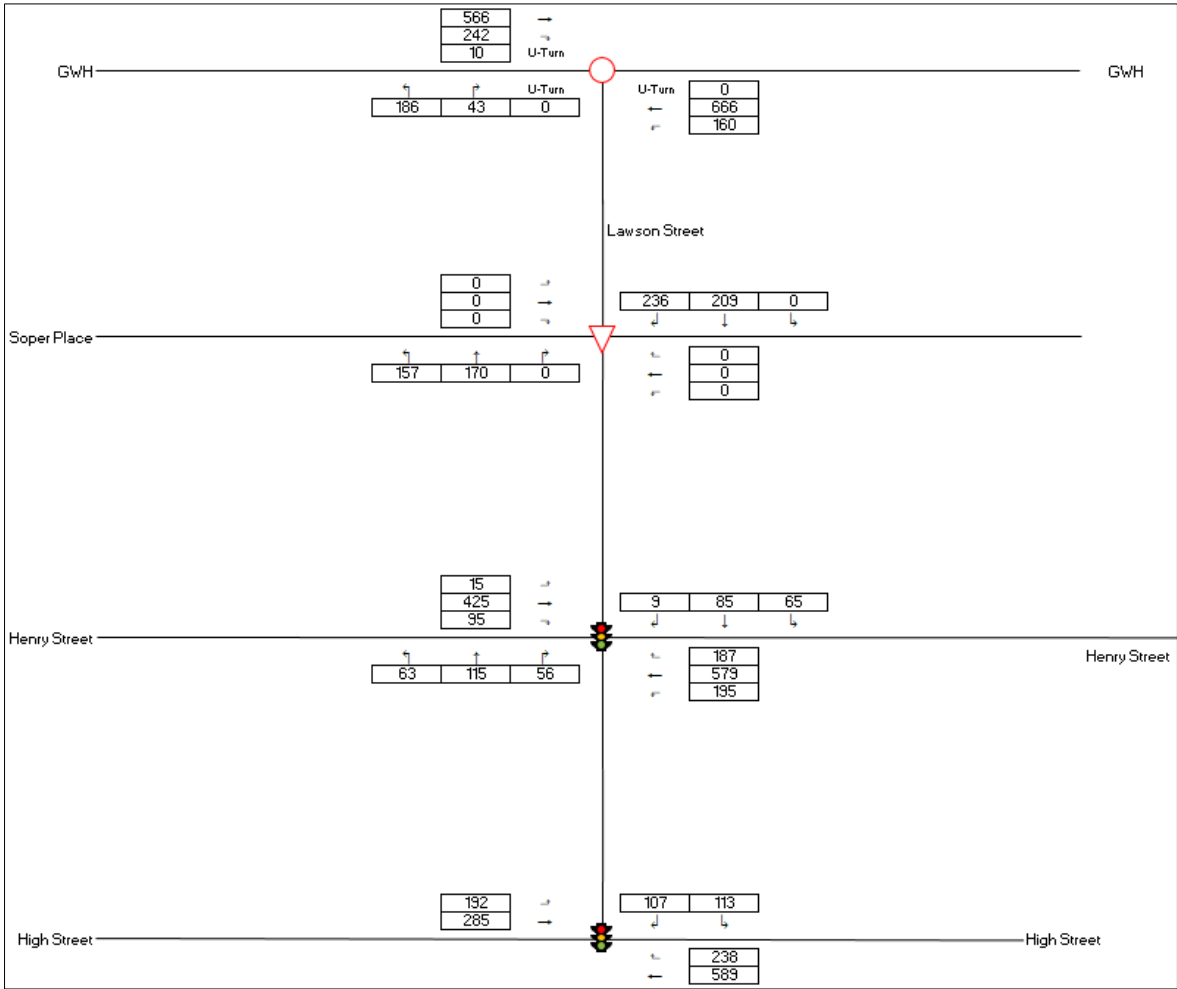 566
242
10 U-Turn
GWH GWH
186 43 0 U-Turn
U-Turn 0
666
160
Lawson Street
0
0
0
236 209 0
Soper Place
157 170 0
0
0
0
15
425
95
9 85 65
Henry Street
Henry Street
63 115 56
187
579
195
192
285
107 113
High Street High Street
238
589